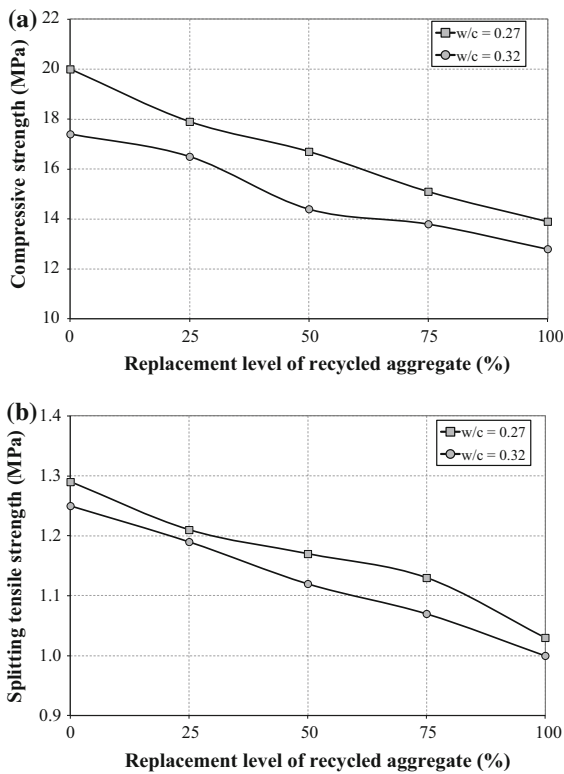 (a)
22
20
18
16
14
12
10
Compressive strength (MPa)
w/c = 0.27
w/c = 0.32
0 25 50 75 100
Replacement level of recycled aggregate (%)
(b)
1.4
1.3
1.2
1.1
1.0
0.9
Splitting tensile strength (MPa)
w/c = 0.27
w/c = 0.32
0 25 50 75 100
Replacement level of recycled aggregate (%)